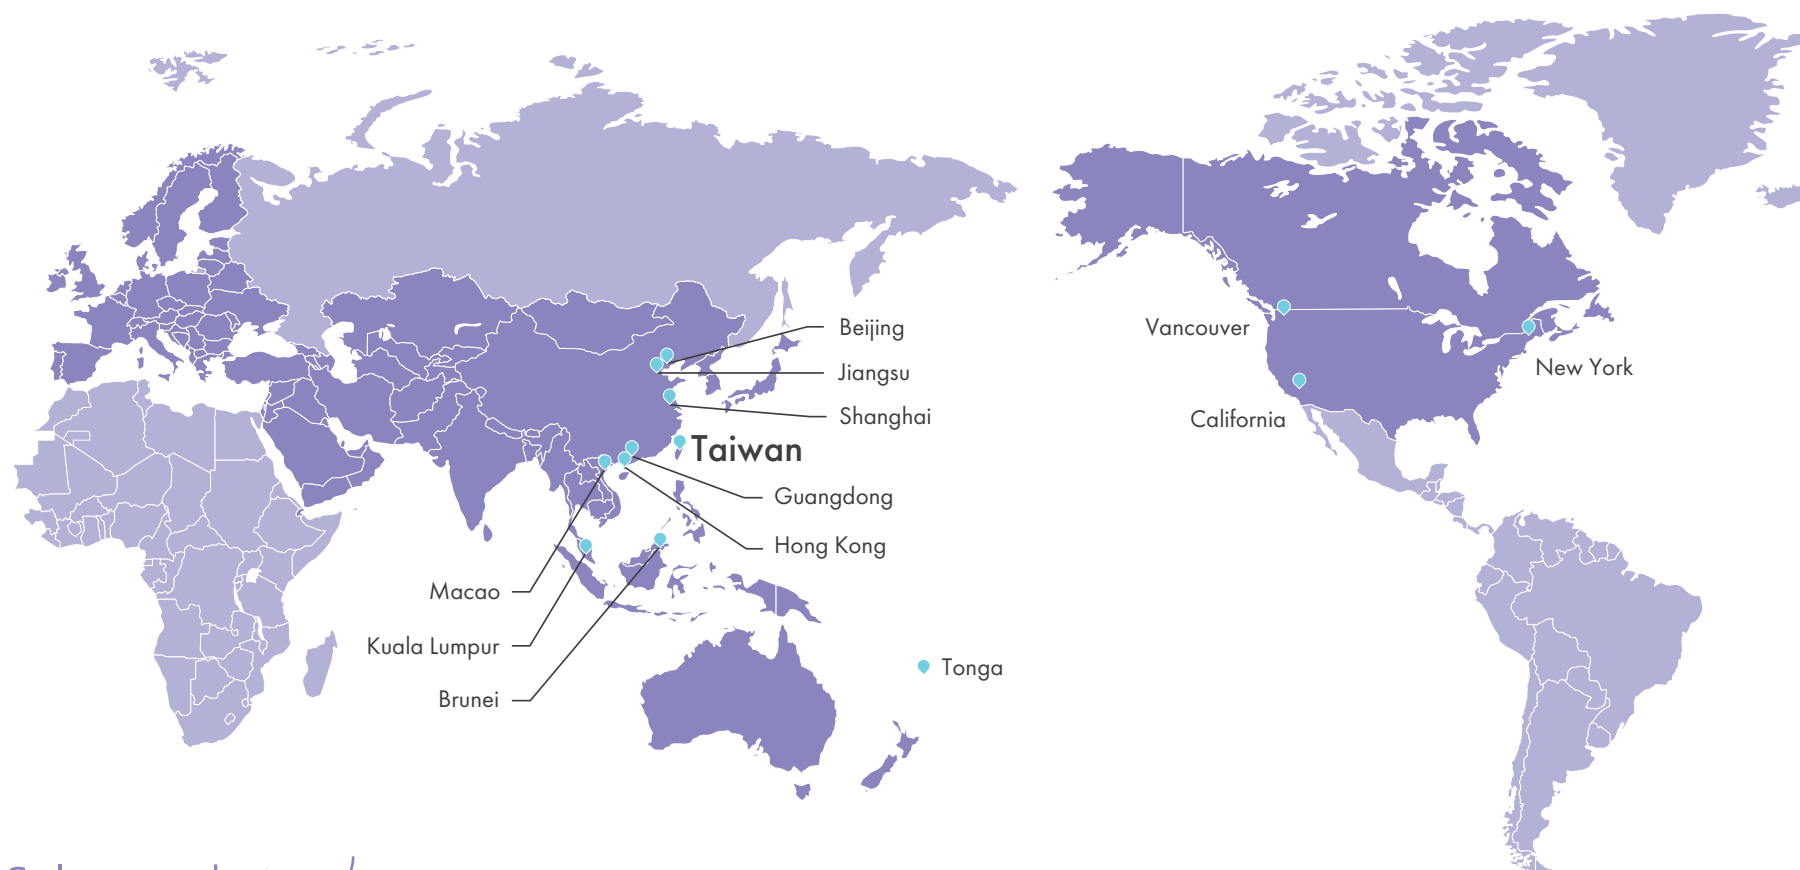 Beijing
Jiangsu
Shanghai
Taiwan
Guangdong
Hong Kong
Macao
Kuala Lumpur
Brunei
Tonga
Vancouver
New York
California